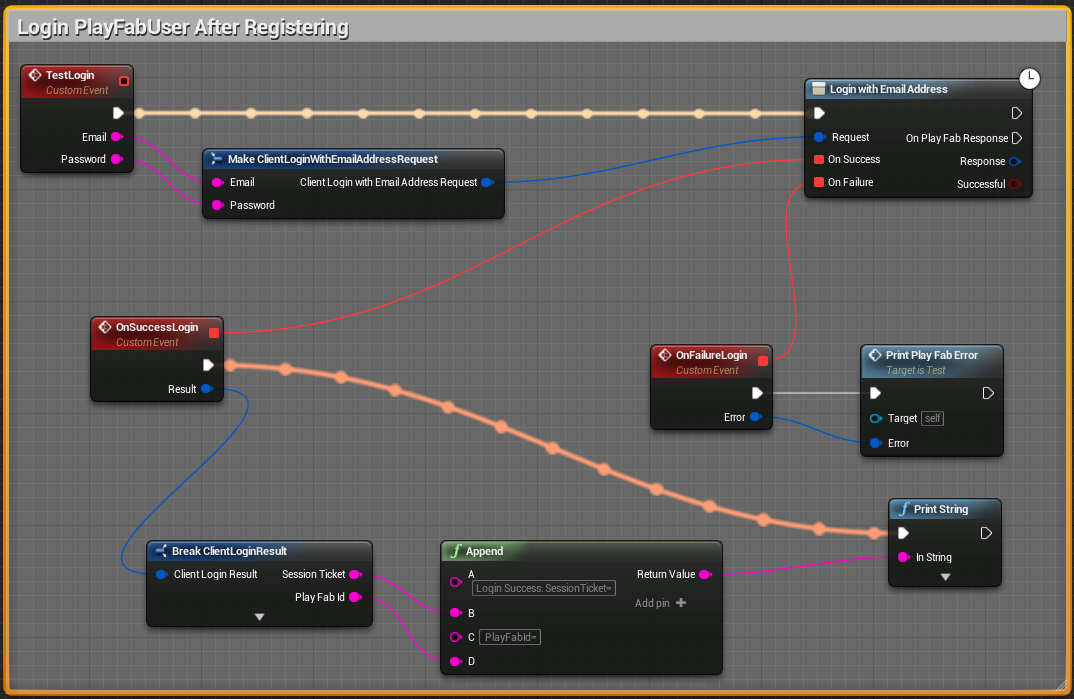 Login PlayFabUser After Registering
TestLogin
Custom Event
Email
Password
Make ClientLoginWithEmailAddressRequest
Email
Client Login with Email Address Request
Password
Login with Email Address
Request
On Play Fab Response
On Success
Response
On Failure
Successful
OnSuccessLogin
Custom Event
Result
OnFailureLogin
Custom Event
Error
Print Play Fab Error
Target is Test
Target self
Error
Break ClientLoginResult
Client Login Result
Session Ticket
Play Fab Id
f Append
A
Login Success: SessionTicket=
Return Value
Add pin +
B
C PlayFabId=
D
f Print String
In String